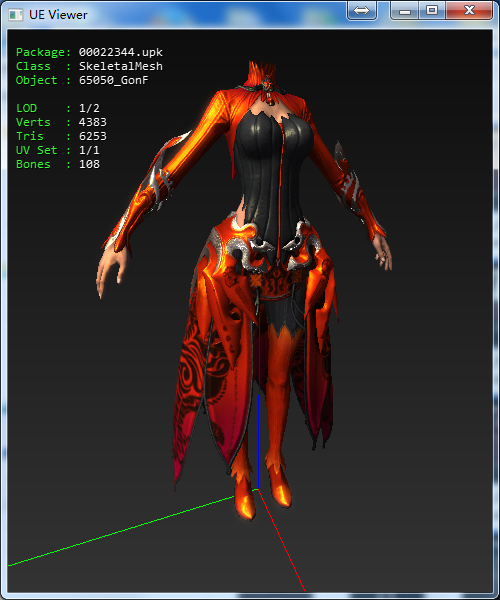 UE Viewer
Package: 00022344.upk
Class : SkeletalMesh
Object : 65050_GonF
LOD : 1/2
Verts : 4383
Tris : 6253
UV Set : 1/1
Bones : 108